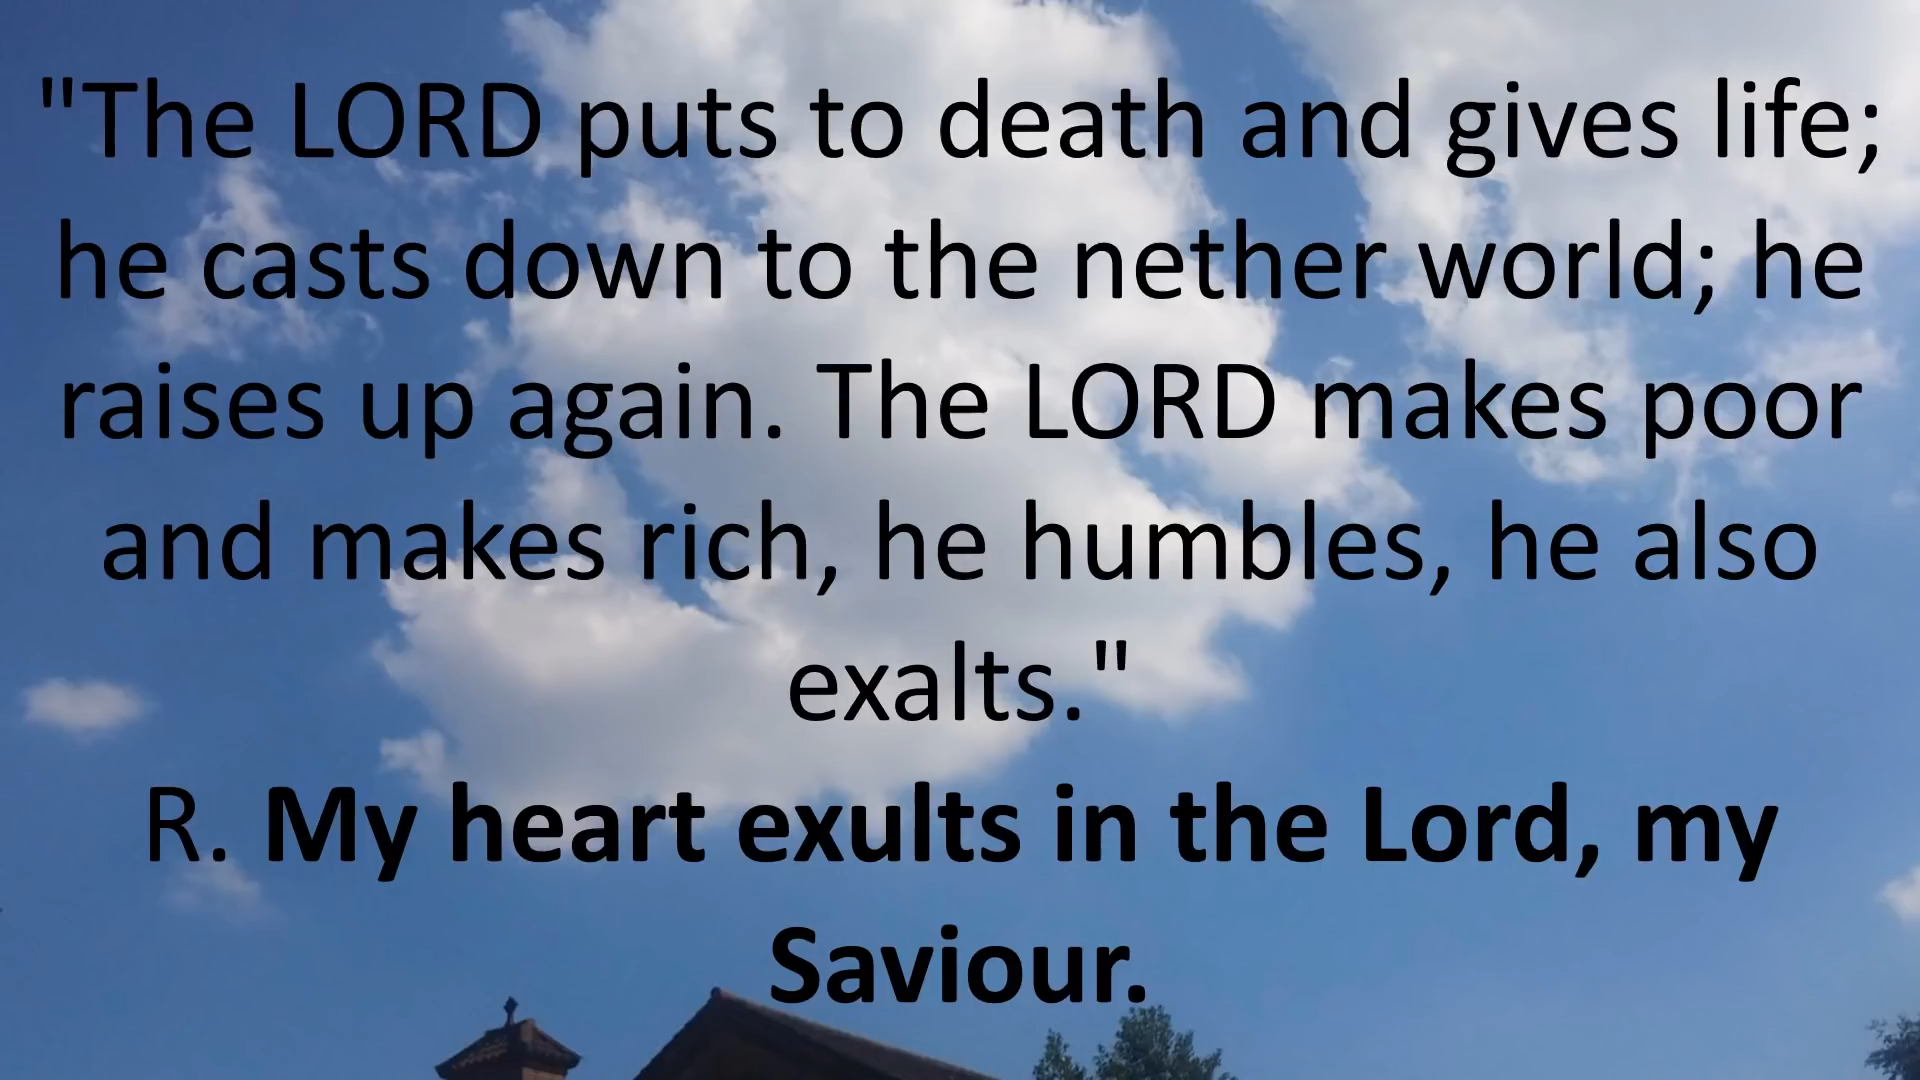 "The LORD puts to death and gives life;
he casts down to the nether world; he
raises up again. The LORD makes poor
and makes rich, he humbles, he also
exalts."
R. My heart exults in the Lord, my
Saviour.